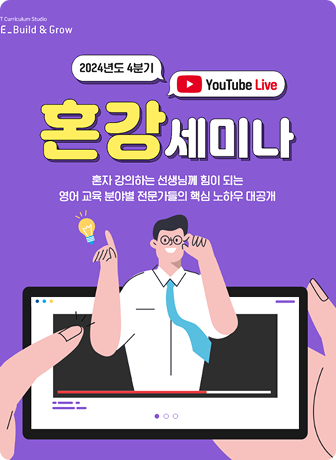 T Curriculum Studio
E_Build & Grow
2024년도 4분기
YouTube Live
혼강세미나
혼자 강의하는 선생님께 힘이 되는
영어 교육 분야별 전문가들의 핵심 노하우 대공개